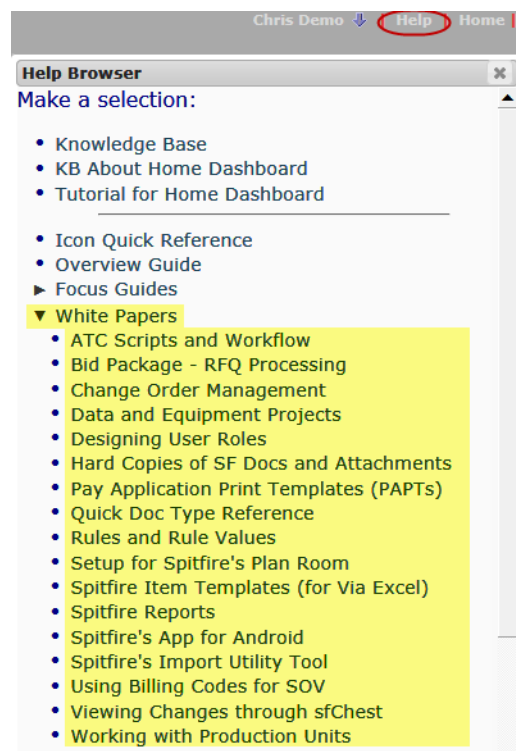 Chris Demo Help Home
Help Browser
Make a selection:
Knowledge Base
KB About Home Dashboard
Tutorial for Home Dashboard
Icon Quick Reference
Overview Guide
Focus Guides
White Papers
ATC Scripts and Workflow
Bid Package - RFQ Processing
Change Order Management
Data and Equipment Projects
Designing User Roles
Hard Copies of SF Docs and Attachments
Pay Application Print Templates (PAPTs)
Quick Doc Type Reference
Rules and Rule Values
Setup for Spitfire's Plan Room
Spitfire Item Templates (for Via Excel)
Spitfire Reports
Spitfire's App for Android
Spitfire's Import Utility Tool
Using Billing Codes for SOV
Viewing Changes through sfChest
Working with Production Units